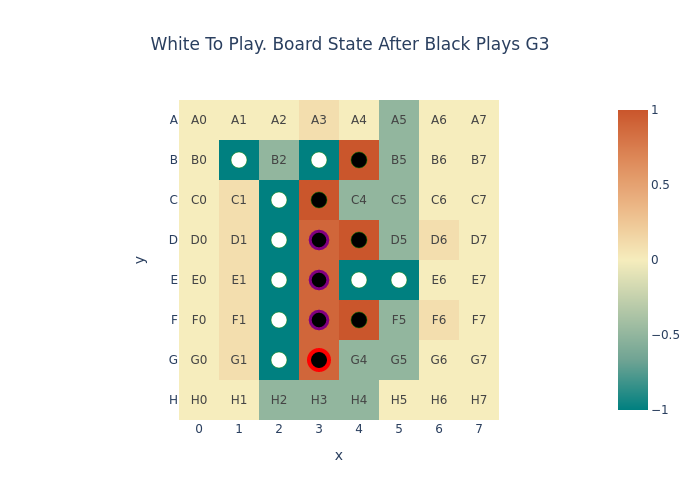 White To Play. Board State After Black Plays G3
A A0 A1 A2 A3 A4 A5 A6 A7
B B0 B2 B5 B6 B7
C C0 C1 C4 C5 C6 C7
D D0 D1 D5 D6 D7
E E0 E1 E6 E7
F F0 F1 F5 F6 F7
G G0 G1 G4 G5 G6 G7
H H0 H1 H2 H3 H4 H5 H6 H7
0 1 2 3 4 5 6 7
x
y
1
0.5
0
−0.5
−1